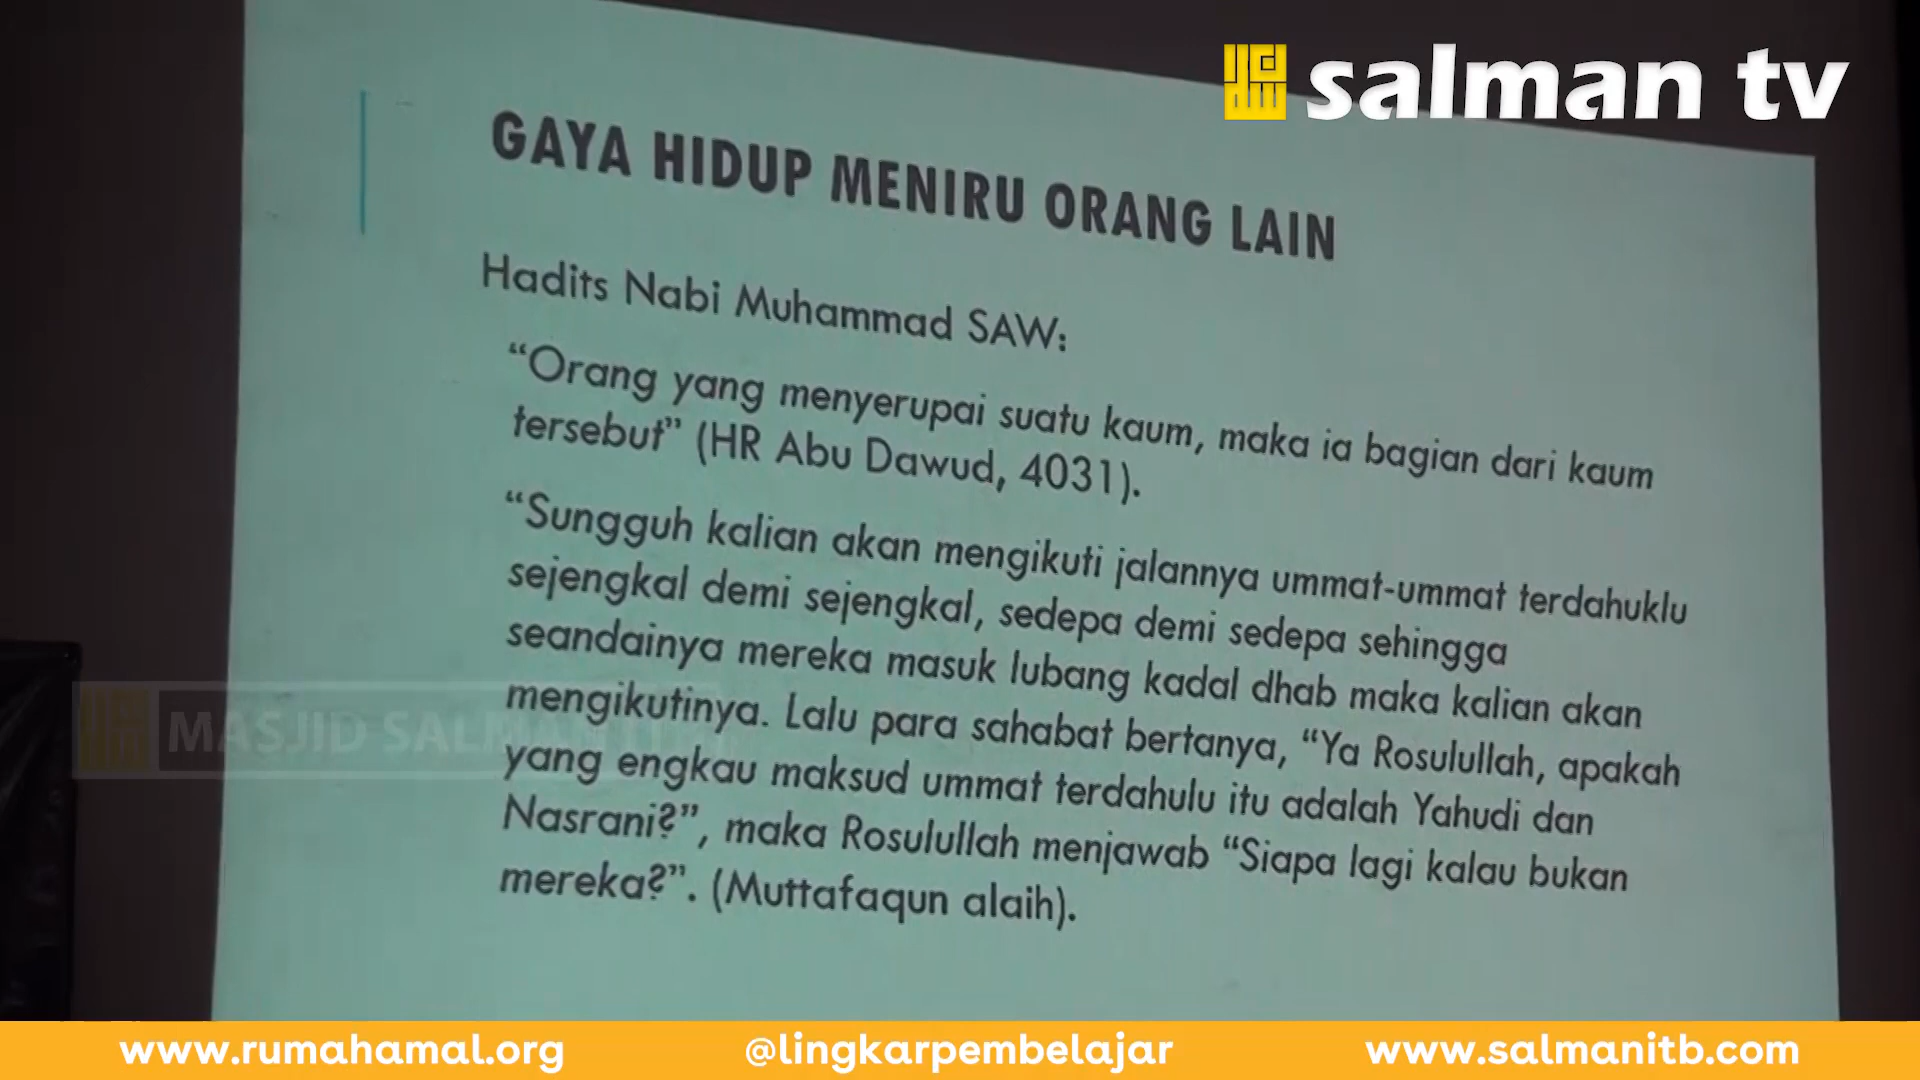 salman tv
GAYA HIDUP MENIRU ORANG LAIN
Hadits Nabi Muhammad SAW:
“Orang yang menyerupai suatu kaum, maka ia bagian dari kaum
tersebut” (HR Abu Dawud, 4031).
“Sungguh kalian akan mengikuti jalannya ummat-ummat terdahuklu
sejengkal demi sejengkal, sedepa demi sedepa sehingga
seandainya mereka masuk lubang kadal dhab maka kalian akan
mengikutinya. Lalu para sahabat bertanya, “Ya Rosulullah, apakah
yang engkau maksud ummat terdahulu itu adalah Yahudi dan
Nasrani?”, maka Rosulullah menjawab “Siapa lagi kalau bukan
mereka?”. (Muttafaqun alaih).
MASJID SALMAN ITB
www.rumahamal.org
@lingkarpembelajar
www.salmanitb.com